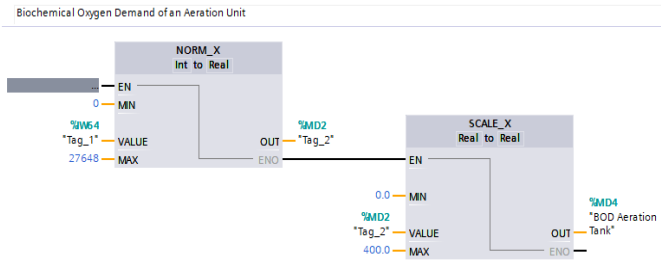 Biochemical Oxygen Demand of an Aeration Unit
NORM_X
Int to Real
...
EN
0
MIN
%IW64
"Tag_1"
VALUE
27648
MAX
%MD2
OUT
"Tag_2"
ENO
SCALE_X
Real to Real
EN
0.0
MIN
%MD2
"Tag_2"
VALUE
400.0
MAX
%MD4
"BOD Aeration
OUT
Tank"
ENO